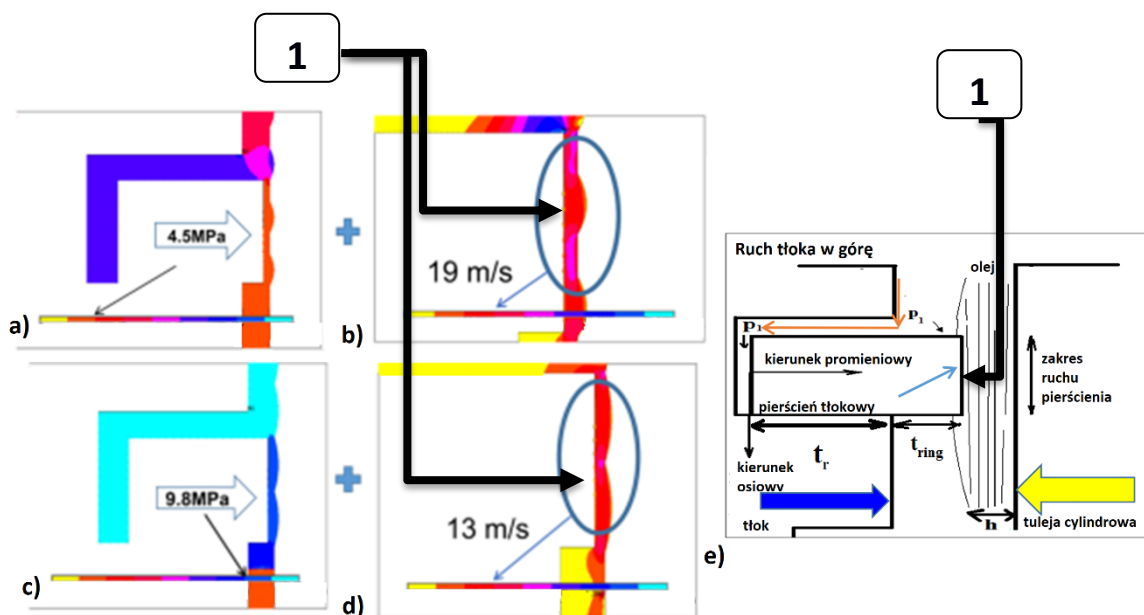 1
1
4.5MPa
a)
19 m/s
b)
9.8MPa
c)
13 m/s
d)
Ruch tłoka w górę
olej
p₁
p₁
kierunek promieniowy
zakres
ruchu
pierścienia
pierścień tłokowy
tᵣ
t_ring
kierunek
osiowy
tłok
h
tuleja cylindrowa
e)